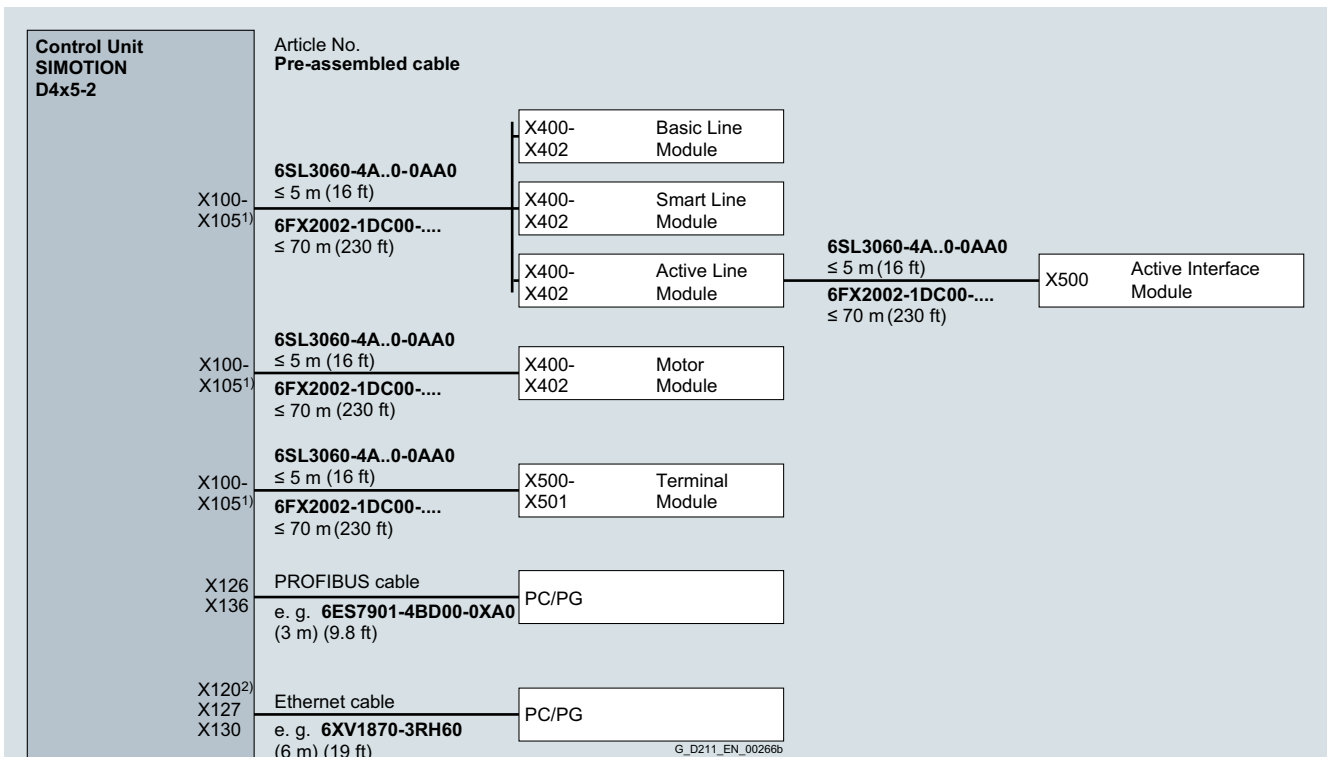 Control Unit
SIMOTION
D4x5-2
Article No.
Pre-assembled cable
X100-
X105¹⁾
6SL3060-4A..0-0AA0
≤ 5 m (16 ft)
6FX2002-1DC00-....
≤ 70 m (230 ft)
X400- Basic Line
X402 Module
X400- Smart Line
X402 Module
X400- Active Line
X402 Module
6SL3060-4A..0-0AA0
≤ 5 m (16 ft)
6FX2002-1DC00-....
≤ 70 m (230 ft)
X500 Active Interface
Module
X100-
X105¹⁾
6SL3060-4A..0-0AA0
≤ 5 m (16 ft)
6FX2002-1DC00-....
≤ 70 m (230 ft)
X400- Motor
X402 Module
X100-
X105¹⁾
6SL3060-4A..0-0AA0
≤ 5 m (16 ft)
6FX2002-1DC00-....
≤ 70 m (230 ft)
X500- Terminal
X501 Module
X126
X136
PROFIBUS cable
e. g. 6ES7901-4BD00-0XA0
(3 m) (9.8 ft)
PC/PG
X120²⁾
X127
X130
Ethernet cable
e. g. 6XV1870-3RH60
(6 m) (19 ft)
PC/PG
G_D211_EN_00266b